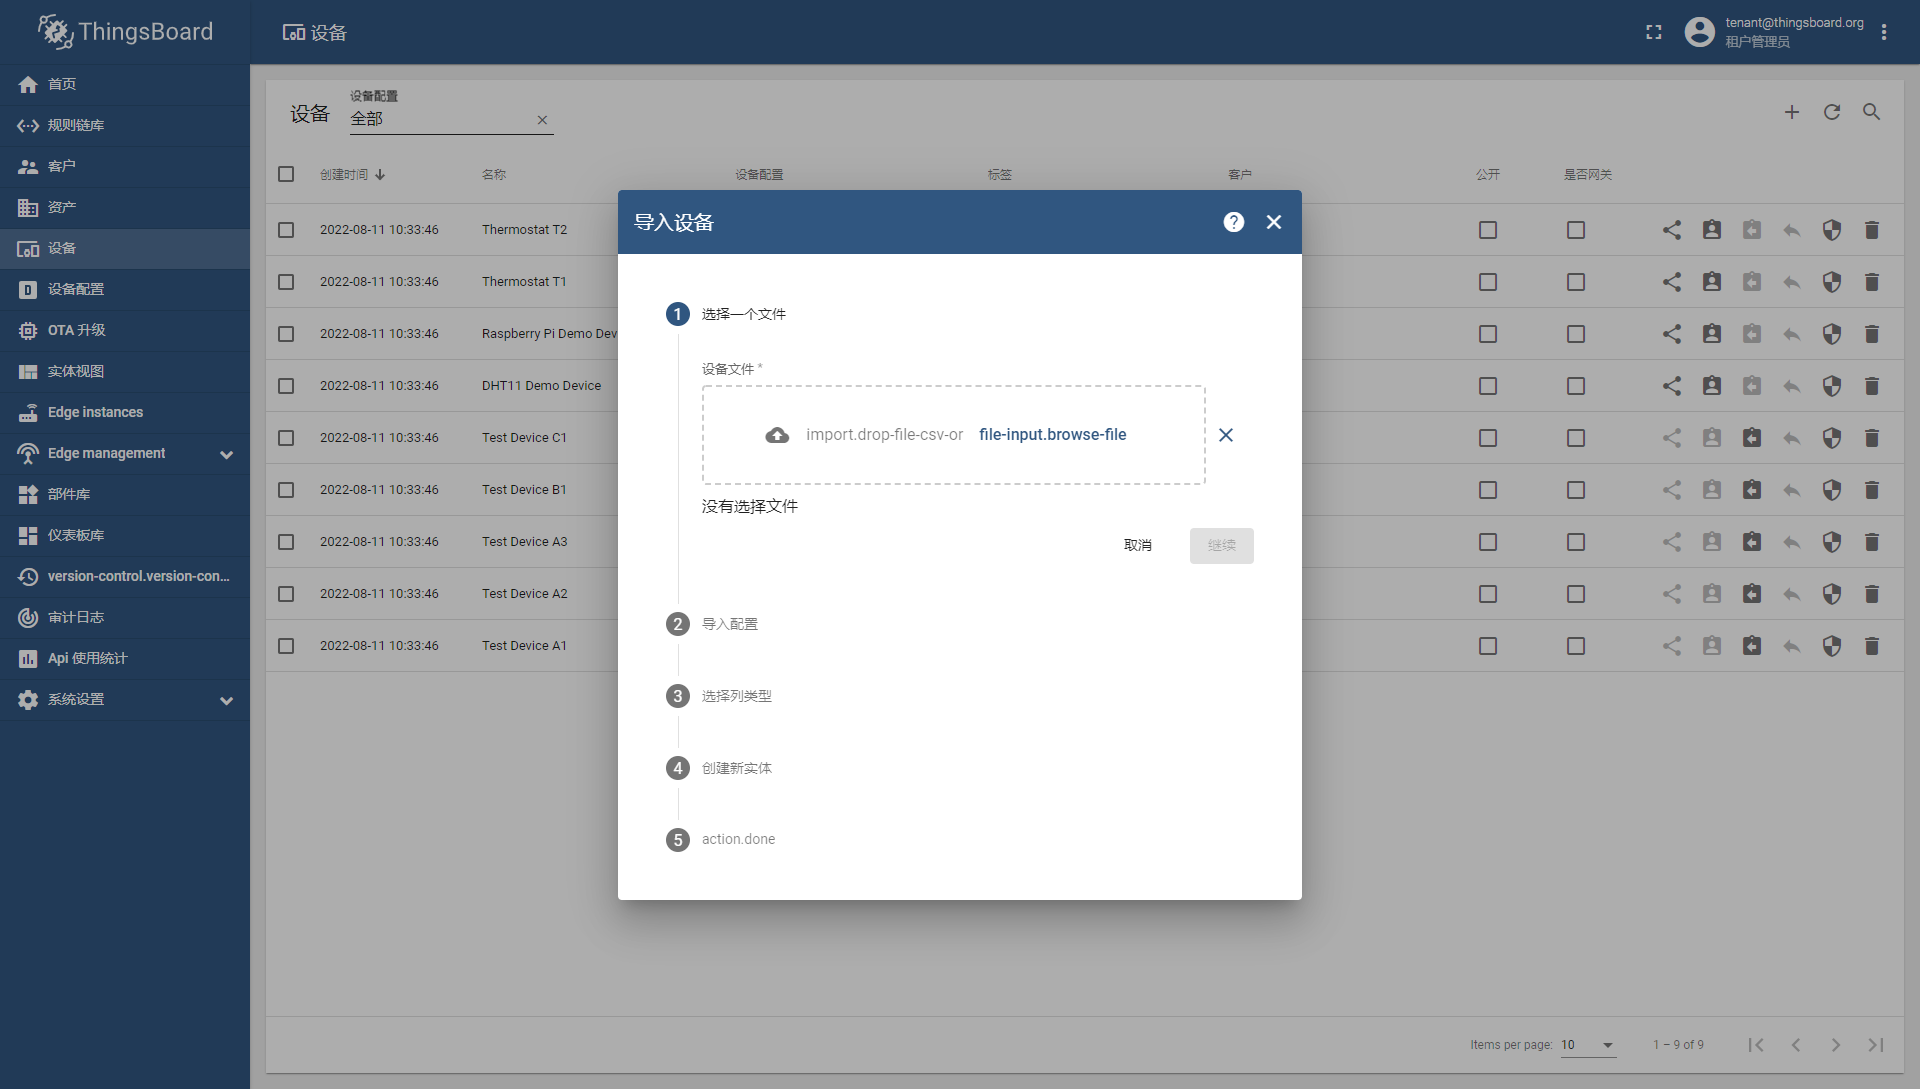 ThingsBoard
设备
tenant@thingsboard.org
租户管理员
首页
规则链库
客户
资产
设备
设备配置
OTA 升级
实体视图
Edge instances
Edge management
部件库
仪表板库
version-control.version-con...
审计日志
Api 使用统计
系统设置
设备
设备配置
全部
创建时间 名称 设备配置 标签 客户 公开 是否网关
2022-08-11 10:33:46 Thermostat T2
2022-08-11 10:33:46 Thermostat T1
2022-08-11 10:33:46 Raspberry Pi Demo Dev
2022-08-11 10:33:46 DHT11 Demo Device
2022-08-11 10:33:46 Test Device C1
2022-08-11 10:33:46 Test Device B1
2022-08-11 10:33:46 Test Device A3
2022-08-11 10:33:46 Test Device A2
2022-08-11 10:33:46 Test Device A1
导入设备
1 选择一个文件
设备文件 *
import.drop-file-csv-or file-input.browse-file
没有选择文件
取消 继续
2 导入配置
3 选择列类型
4 创建新实体
5 action.done
Items per page: 10 1 – 9 of 9